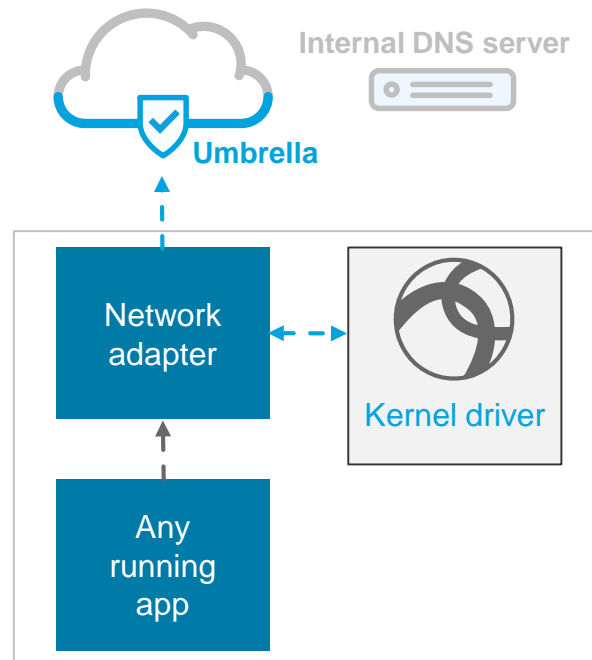 Internal DNS server
Umbrella
Network
adapter
Kernel driver
Any
running
app